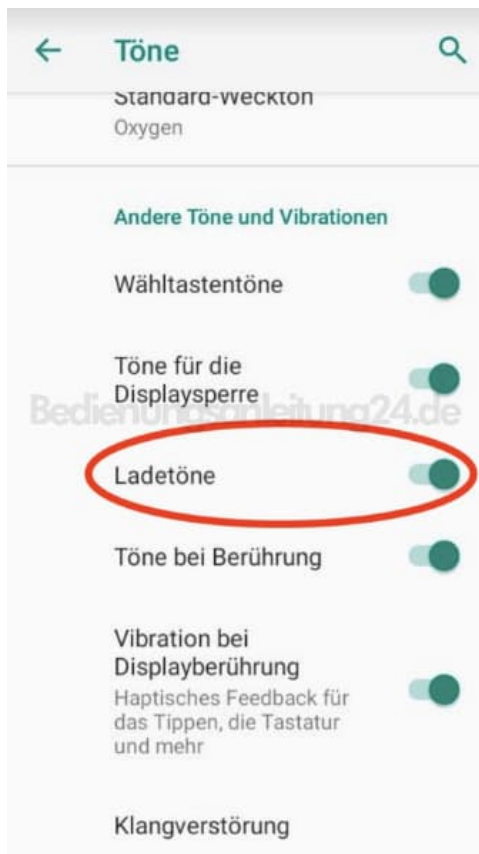 Töne
Standard-Weckton
Oxygen
Andere Töne und Vibrationen
Wähltastentöne
Töne für die
Displaysperre
Bedienungsanleitung24.de
Ladetöne
Töne bei Berührung
Vibration bei
Displayberührung
Haptisches Feedback für
das Tippen, die Tastatur
und mehr
Klangverstörung